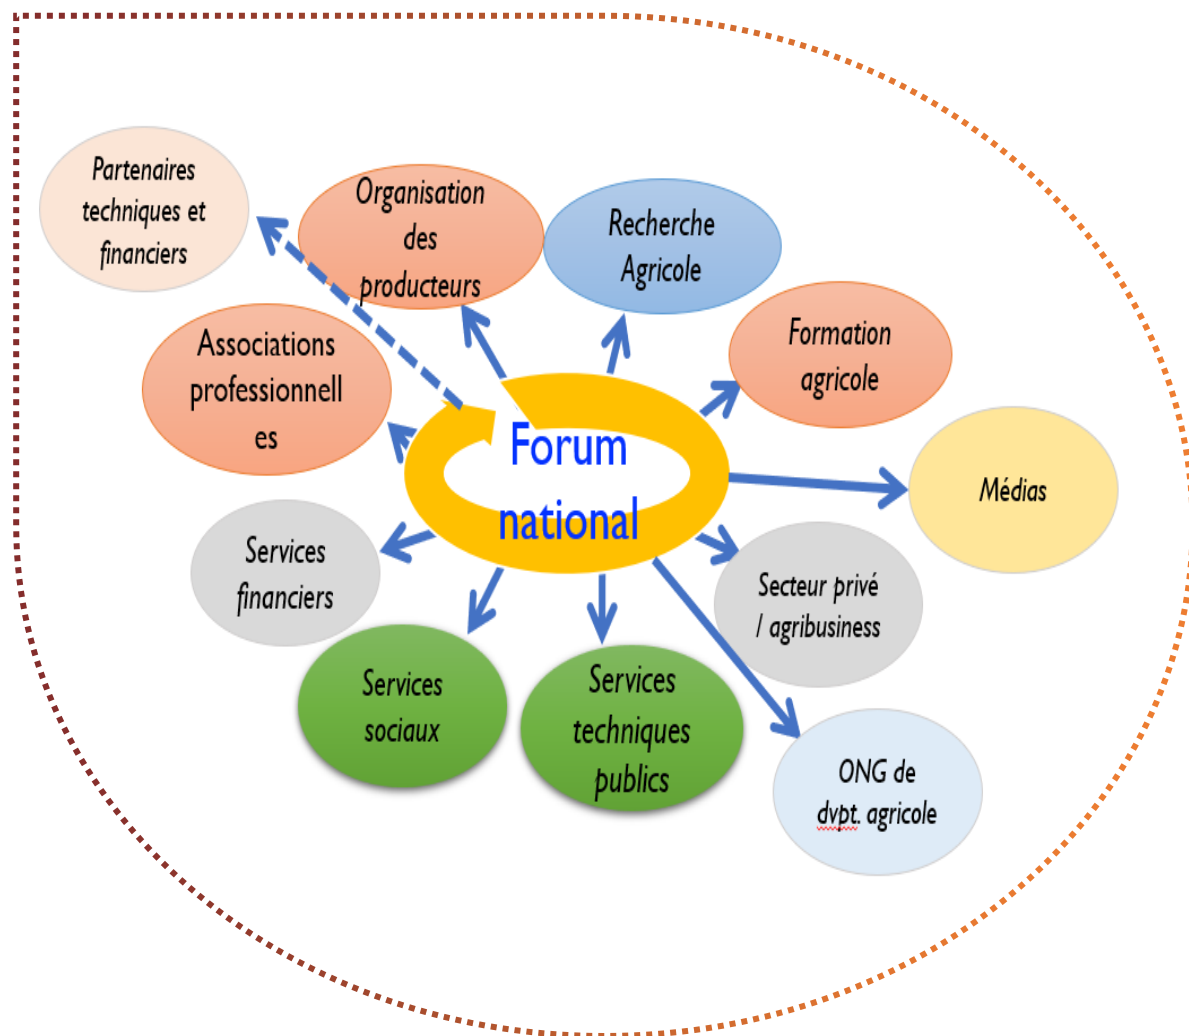 Partenaires
techniques et
financiers
Organisation
des
producteurs
Recherche
Agricole
Formation
agricole
Associations
professionnell
es
Forum
national
Médias
Services
financiers
Secteur privé
/ agribusiness
Services
sociaux
Services
techniques
publics
ONG de
dvpt. agricole